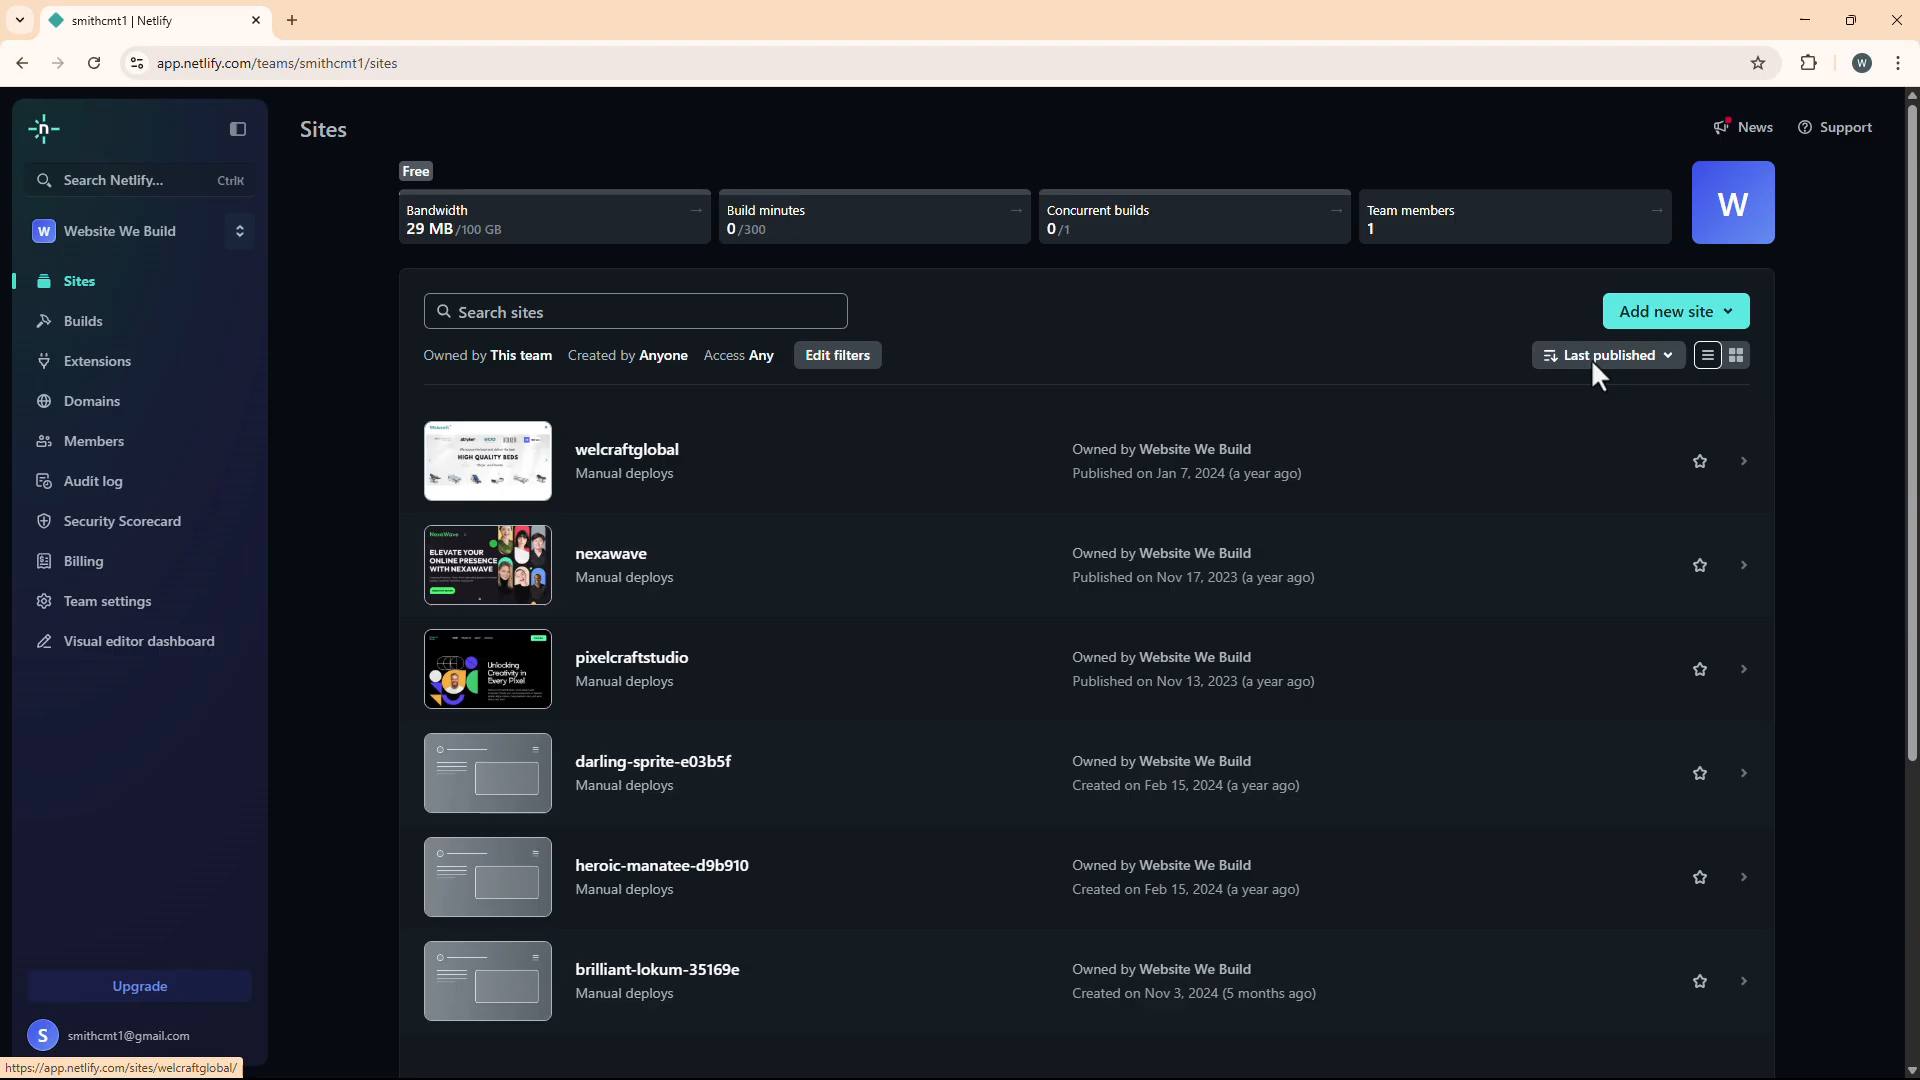 smithcmt1 | Netlify
app.netlify.com/teams/smithcmt1/sites
W
n
Search Netlify...
CtrlK
W
Website We Build
Sites
Builds
Extensions
Domains
Members
Audit log
Security Scorecard
Billing
Team settings
Visual editor dashboard
Upgrade
S
smithcmt1@gmail.com
https://app.netlify.com/sites/welcraftglobal/
Sites
News
Support
Free
Bandwidth
29 MB/100 GB
Build minutes
0/300
Concurrent builds
0/1
Team members
1
W
Search sites
Add new site
Owned by This team Created by Anyone Access Any
Edit filters
Last published
HIGH QUALITY BEDS
welcraftglobal
Manual deploys
Owned by Website We Build
Published on Jan 7, 2024 (a year ago)
NexaWave
ELEVATE YOUR
ONLINE PRESENCE
WITH NEXAWAVE
nexawave
Manual deploys
Owned by Website We Build
Published on Nov 17, 2023 (a year ago)
Unlocking
Creativity in
Every Pixel
pixelcraftstudio
Manual deploys
Owned by Website We Build
Published on Nov 13, 2023 (a year ago)
darling-sprite-e03b5f
Manual deploys
Owned by Website We Build
Created on Feb 15, 2024 (a year ago)
heroic-manatee-d9b910
Manual deploys
Owned by Website We Build
Created on Feb 15, 2024 (a year ago)
brilliant-lokum-35169e
Manual deploys
Owned by Website We Build
Created on Nov 3, 2024 (5 months ago)